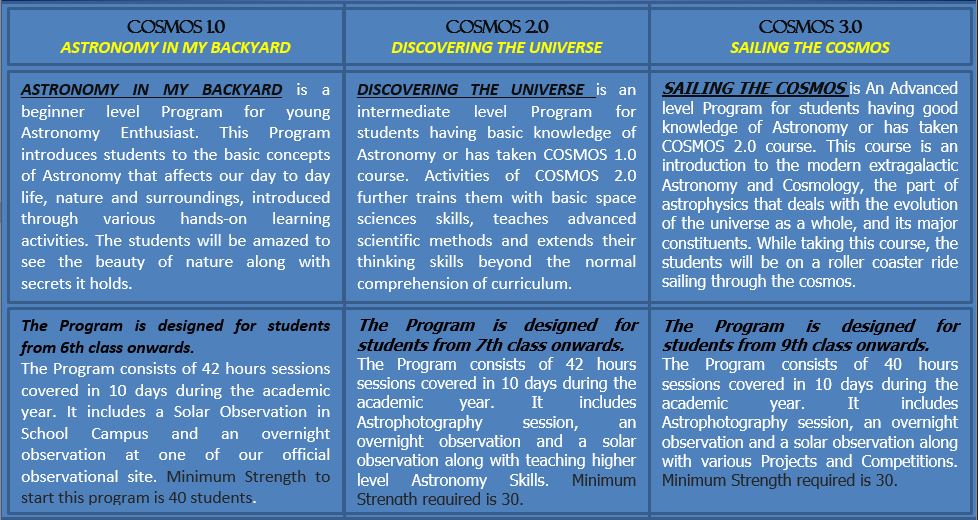 COSMOS 1.0
ASTRONOMY IN MY BACKYARD
COSMOS 2.0
DISCOVERING THE UNIVERSE
COSMOS 3.0
SAILING THE COSMOS
ASTRONOMY IN MY BACKYARD is a
beginner level Program for young
Astronomy Enthusiast. This Program
introduces students to the basic concepts
of Astronomy that affects our day to day
life, nature and surroundings, introduced
through various hands-on learning
activities. The students will be amazed to
see the beauty of nature along with
secrets it holds.
DISCOVERING THE UNIVERSE is an
intermediate level Program for
students having basic knowledge of
Astronomy or has taken COSMOS 1.0
course. Activities of COSMOS 2.0
further trains them with basic space
sciences skills, teaches advanced
scientific methods and extends their
thinking skills beyond the normal
comprehension of curriculum.
SAILING THE COSMOS is An Advanced
level Program for students having good
knowledge of Astronomy or has taken
COSMOS 2.0 course. This course is an
introduction to the modern extragalactic
Astronomy and Cosmology, the part of
astrophysics that deals with the evolution
of the universe as a whole, and its major
constituents. While taking this course, the
students will be on a roller coaster ride
sailing through the cosmos.
The Program is designed for students
from 6th class onwards.
The Program consists of 42 hours sessions
covered in 10 days during the academic
year. It includes a Solar Observation in
School Campus and an overnight
observation at one of our official
observational site. Minimum Strength to
start this program is 40 students.
The Program is designed for
students from 7th class onwards.
The Program consists of 42 hours
sessions covered in 10 days during the
academic year. It includes
Astrophotography session, an
overnight observation and a solar
observation along with teaching higher
level Astronomy Skills. Minimum
Strength required is 30.
The Program is designed for
students from 9th class onwards.
The Program consists of 40 hours
sessions covered in 10 days during the
academic year. It includes
Astrophotography session, an overnight
observation and a solar observation along
with various Projects and Competitions.
Minimum Strength required is 30.